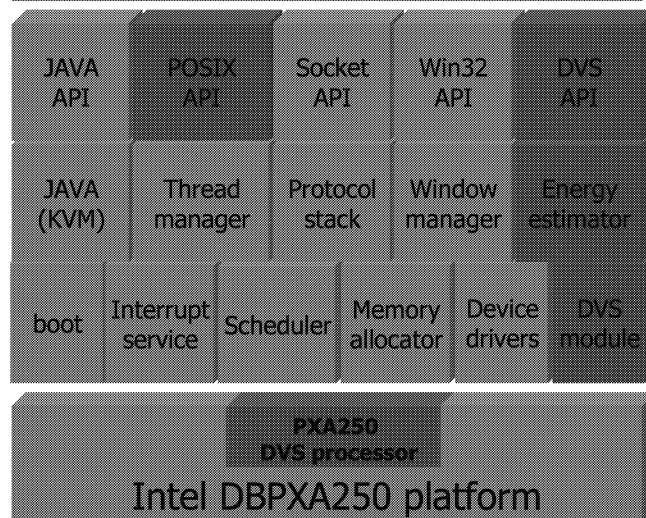 JAVA API
POSIX API
Socket API
Win32 API
DVS API
JAVA (KVM)
Thread manager
Protocol stack
Window manager
Energy estimator
boot
Interrupt service
Scheduler
Memory allocator
Device drivers
DVS module
PXA250
DVS processor
Intel DBPXA250 platform